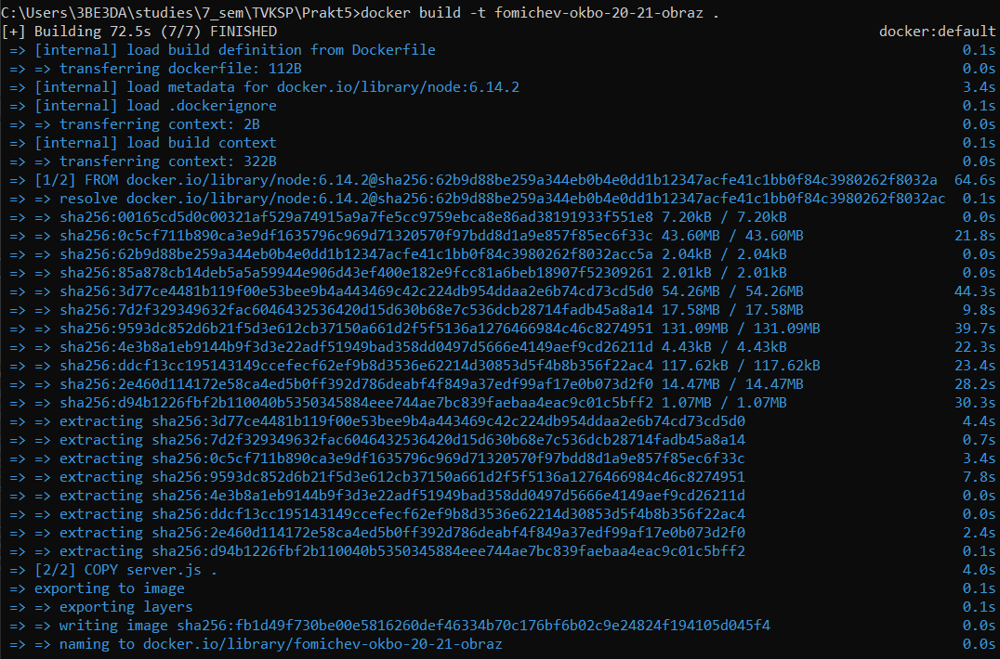 C:\Users\3BE3DA\studies\7_sem\TVKSP\Prakt5>docker build -t fomichev-okbo-20-21-obraz .
[+] Building 72.5s (7/7) FINISHED docker:default
=> [internal] load build definition from Dockerfile 0.1s
=> => transferring dockerfile: 112B 0.0s
=> [internal] load metadata for docker.io/library/node:6.14.2 3.4s
=> [internal] load .dockerignore 0.1s
=> => transferring context: 2B 0.0s
=> [internal] load build context 0.1s
=> => transferring context: 322B 0.0s
=> [1/2] FROM docker.io/library/node:6.14.2@sha256:62b9d88be259a344eb0b4e0dd1b12347acfe41c1bb0f84c3980262f8032a 64.6s
=> => resolve docker.io/library/node:6.14.2@sha256:62b9d88be259a344eb0b4e0dd1b12347acfe41c1bb0f84c3980262f8032ac 0.1s
=> => sha256:00165cd5d0c00321af529a74915a9a7fe5cc9759ebca8e86ad38191933f551e8 7.20kB / 7.20kB 0.0s
=> => sha256:0c5cf711b890ca3e9df1635796c969d71320570f97bdd8d1a9e857f85ec6f33c 43.60MB / 43.60MB 21.8s
=> => sha256:62b9d88be259a344eb0b4e0dd1b12347acfe41c1bb0f84c3980262f8032acc5a 2.04kB / 2.04kB 0.0s
=> => sha256:85a878cb14deb5a5a59944e906d43ef400e182e9fcc81a6beb18907f52309261 2.01kB / 2.01kB 0.0s
=> => sha256:3d77ce4481b119f00e53bee9b4a443469c42c224db954ddaa2e6b74cd73cd5d0 54.26MB / 54.26MB 44.3s
=> => sha256:7d2f329349632fac6046432536420d15d630b68e7c536dcb28714fadb45a8a14 17.58MB / 17.58MB 9.8s
=> => sha256:9593dc852d6b21f5d3e612cb37150a661d2f5f5136a1276466984c46c8274951 131.09MB / 131.09MB 39.7s
=> => sha256:4e3b8a1eb9144b9f3d3e22adf51949bad358dd0497d5666e4149aef9cd26211d 4.43kB / 4.43kB 22.3s
=> => sha256:ddcf13cc195143149ccefecf62ef9b8d3536e62214d30853d5f4b8b356f22ac4 117.62kB / 117.62kB 23.4s
=> => sha256:2e460d114172e58ca4ed5b0ff392d786deabf4f849a37edf99af17e0b073d2f0 14.47MB / 14.47MB 28.2s
=> => sha256:d94b1226fbf2b110040b5350345884eee744ae7bc839faebaa4eac9c01c5bff2 1.07MB / 1.07MB 30.3s
=> => extracting sha256:3d77ce4481b119f00e53bee9b4a443469c42c224db954ddaa2e6b74cd73cd5d0 4.4s
=> => extracting sha256:7d2f329349632fac6046432536420d15d630b68e7c536dcb28714fadb45a8a14 0.7s
=> => extracting sha256:0c5cf711b890ca3e9df1635796c969d71320570f97bdd8d1a9e857f85ec6f33c 3.4s
=> => extracting sha256:9593dc852d6b21f5d3e612cb37150a661d2f5f5136a1276466984c46c8274951 7.8s
=> => extracting sha256:4e3b8a1eb9144b9f3d3e22adf51949bad358dd0497d5666e4149aef9cd26211d 0.0s
=> => extracting sha256:ddcf13cc195143149ccefecf62ef9b8d3536e62214d30853d5f4b8b356f22ac4 0.0s
=> => extracting sha256:2e460d114172e58ca4ed5b0ff392d786deabf4f849a37edf99af17e0b073d2f0 2.4s
=> => extracting sha256:d94b1226fbf2b110040b5350345884eee744ae7bc839faebaa4eac9c01c5bff2 0.1s
=> [2/2] COPY server.js . 4.0s
=> exporting to image 0.1s
=> => exporting layers 0.1s
=> => writing image sha256:fb1d49f730be00e5816260def46334b70c176bf6b02c9e24824f194105d045f4 0.0s
=> => naming to docker.io/library/fomichev-okbo-20-21-obraz 0.0s